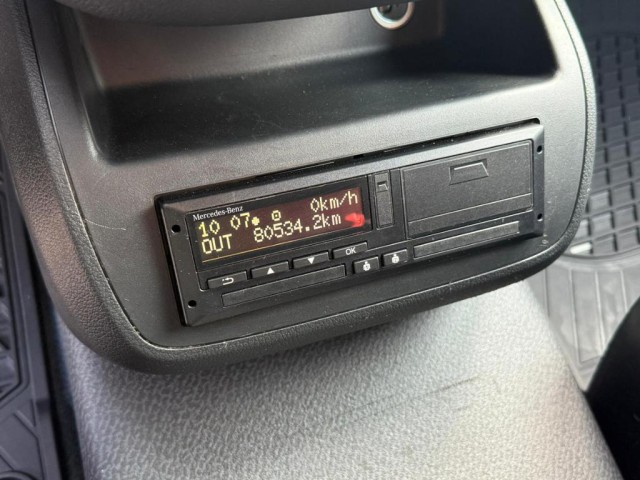 Mercedes-Benz
10 07 0km/h
OUT 80534.2km
OK